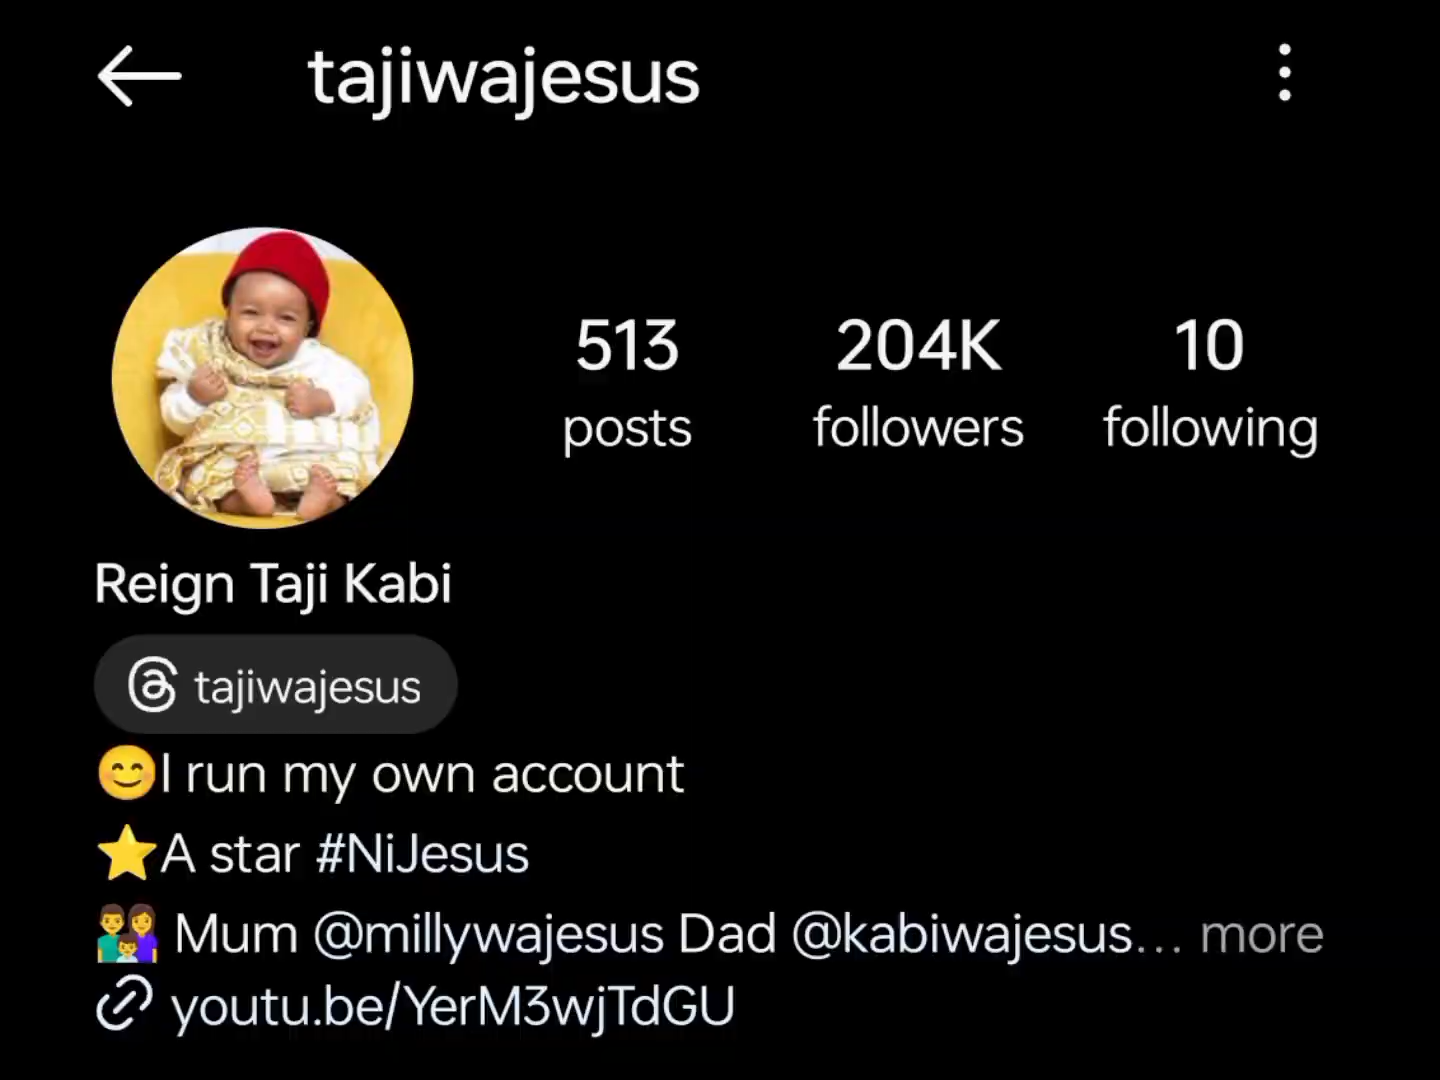 tajiwajesus
513 204K 10
posts followers following
Reign Taji Kabi
tajiwajesus
😊I run my own account
⭐A star #NiJesus
👨‍👩‍👦 Mum @millywajesus Dad @kabiwajesus... more
youtu.be/YerM3wjTdGU